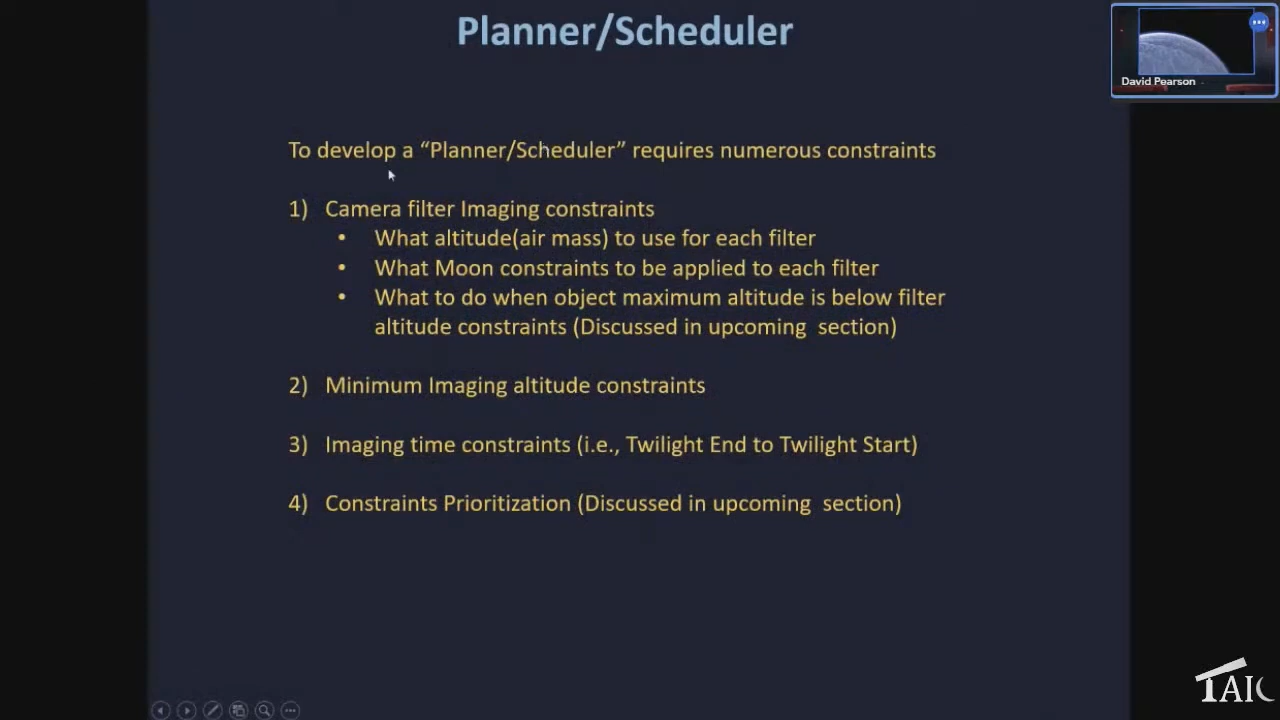 Planner/Scheduler
David Pearson
To develop a “Planner/Scheduler” requires numerous constraints
1) Camera filter Imaging constraints
• What altitude(air mass) to use for each filter
• What Moon constraints to be applied to each filter
• What to do when object maximum altitude is below filter
altitude constraints (Discussed in upcoming section)
2) Minimum Imaging altitude constraints
3) Imaging time constraints (i.e., Twilight End to Twilight Start)
4) Constraints Prioritization (Discussed in upcoming section)
TAIC